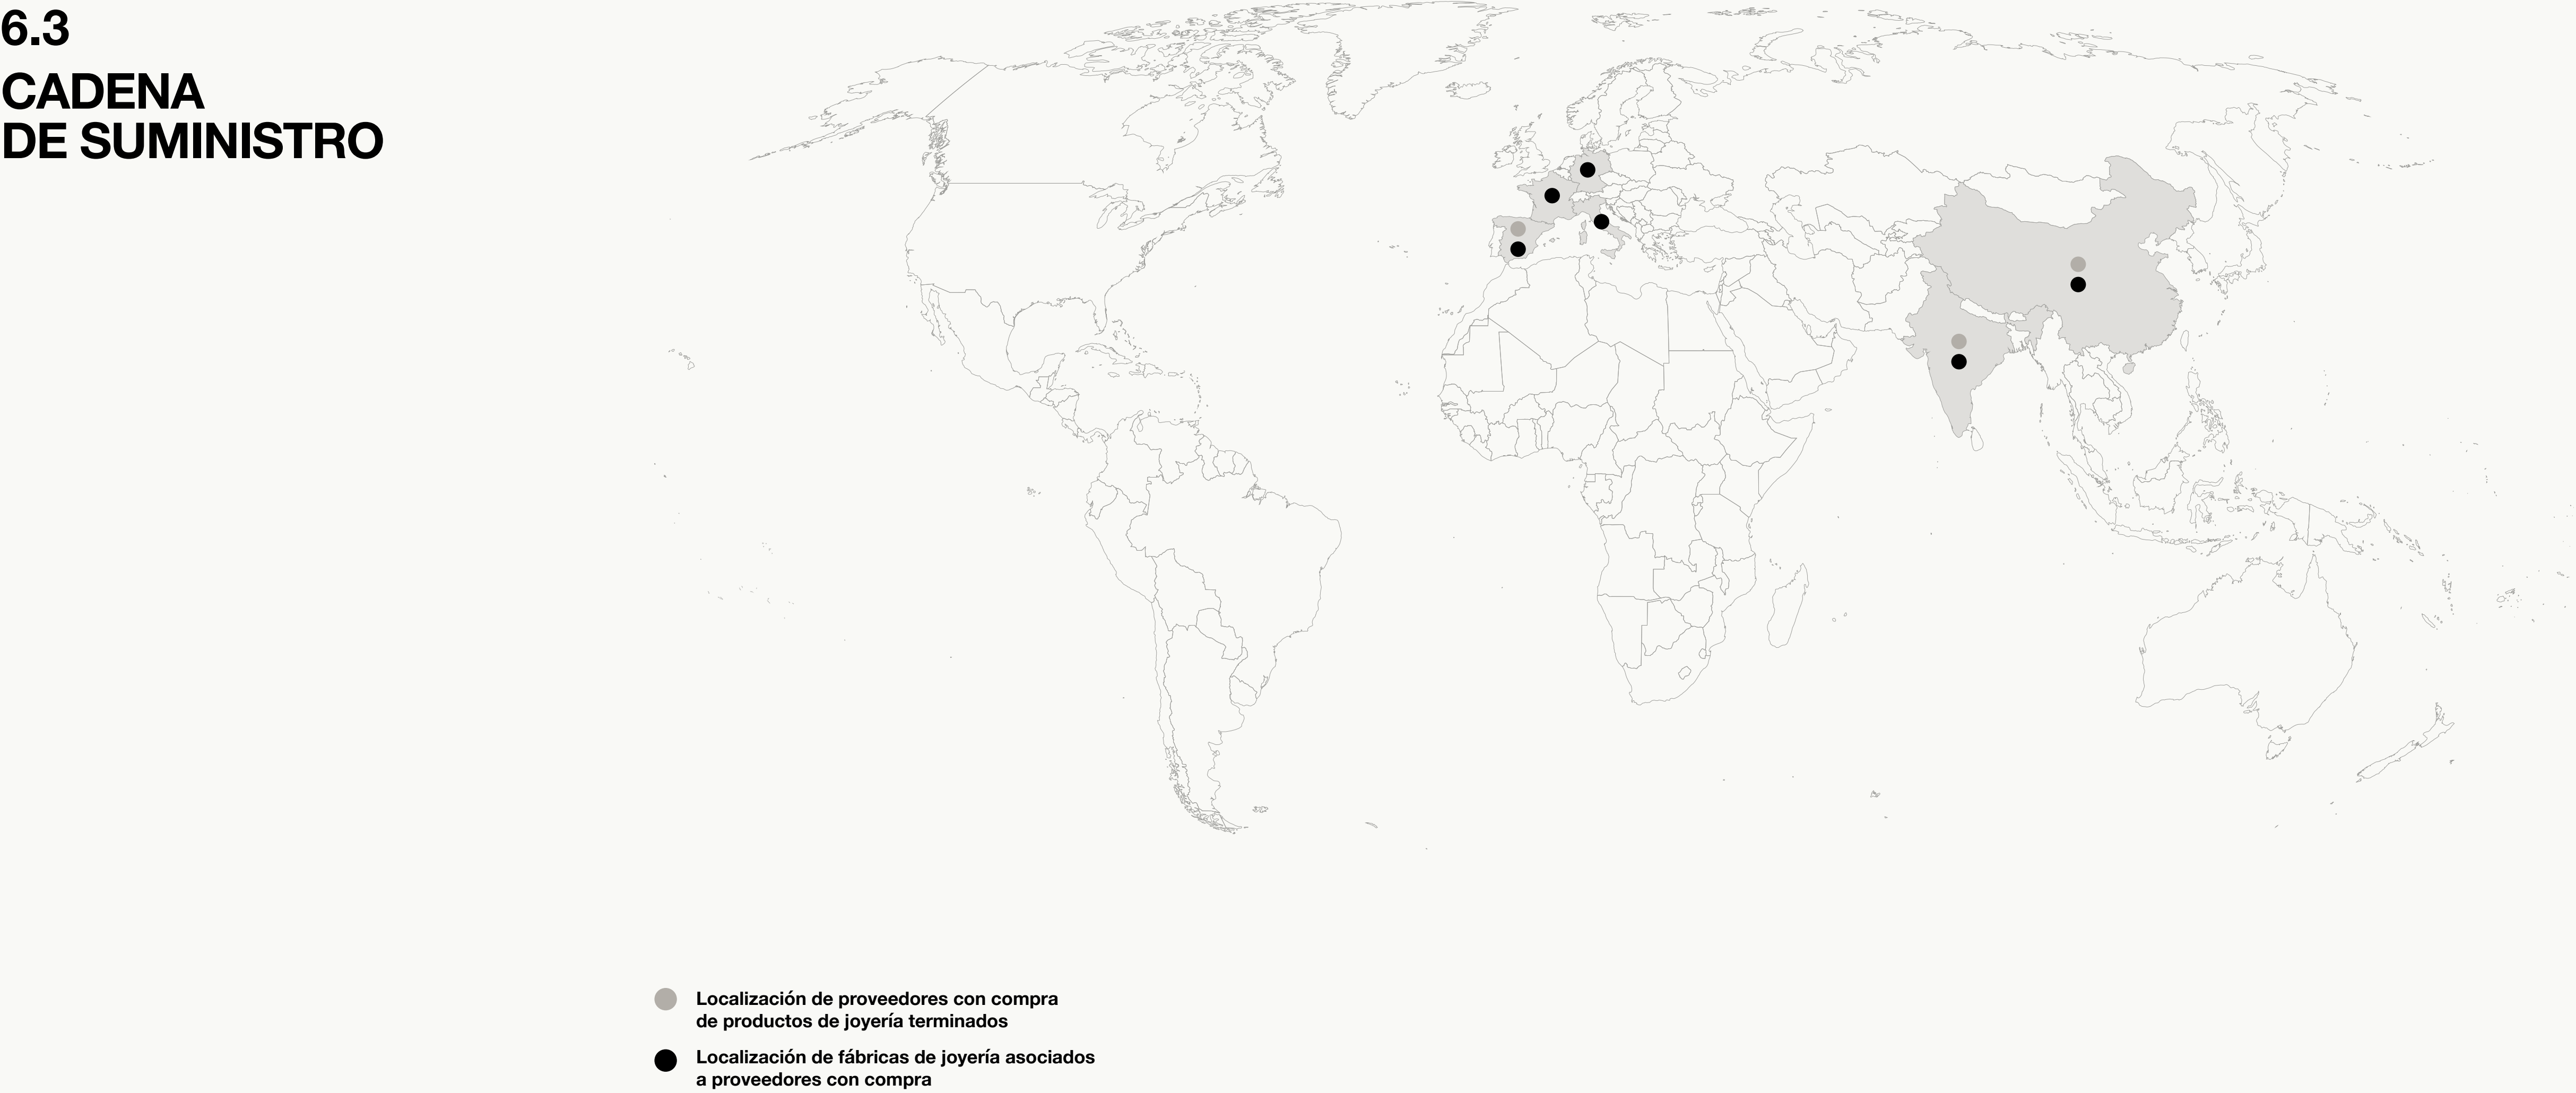 6.3
CADENA
DE SUMINISTRO
Localización de proveedores con compra
de productos de joyería terminados
Localización de fábricas de joyería asociados
a proveedores con compra